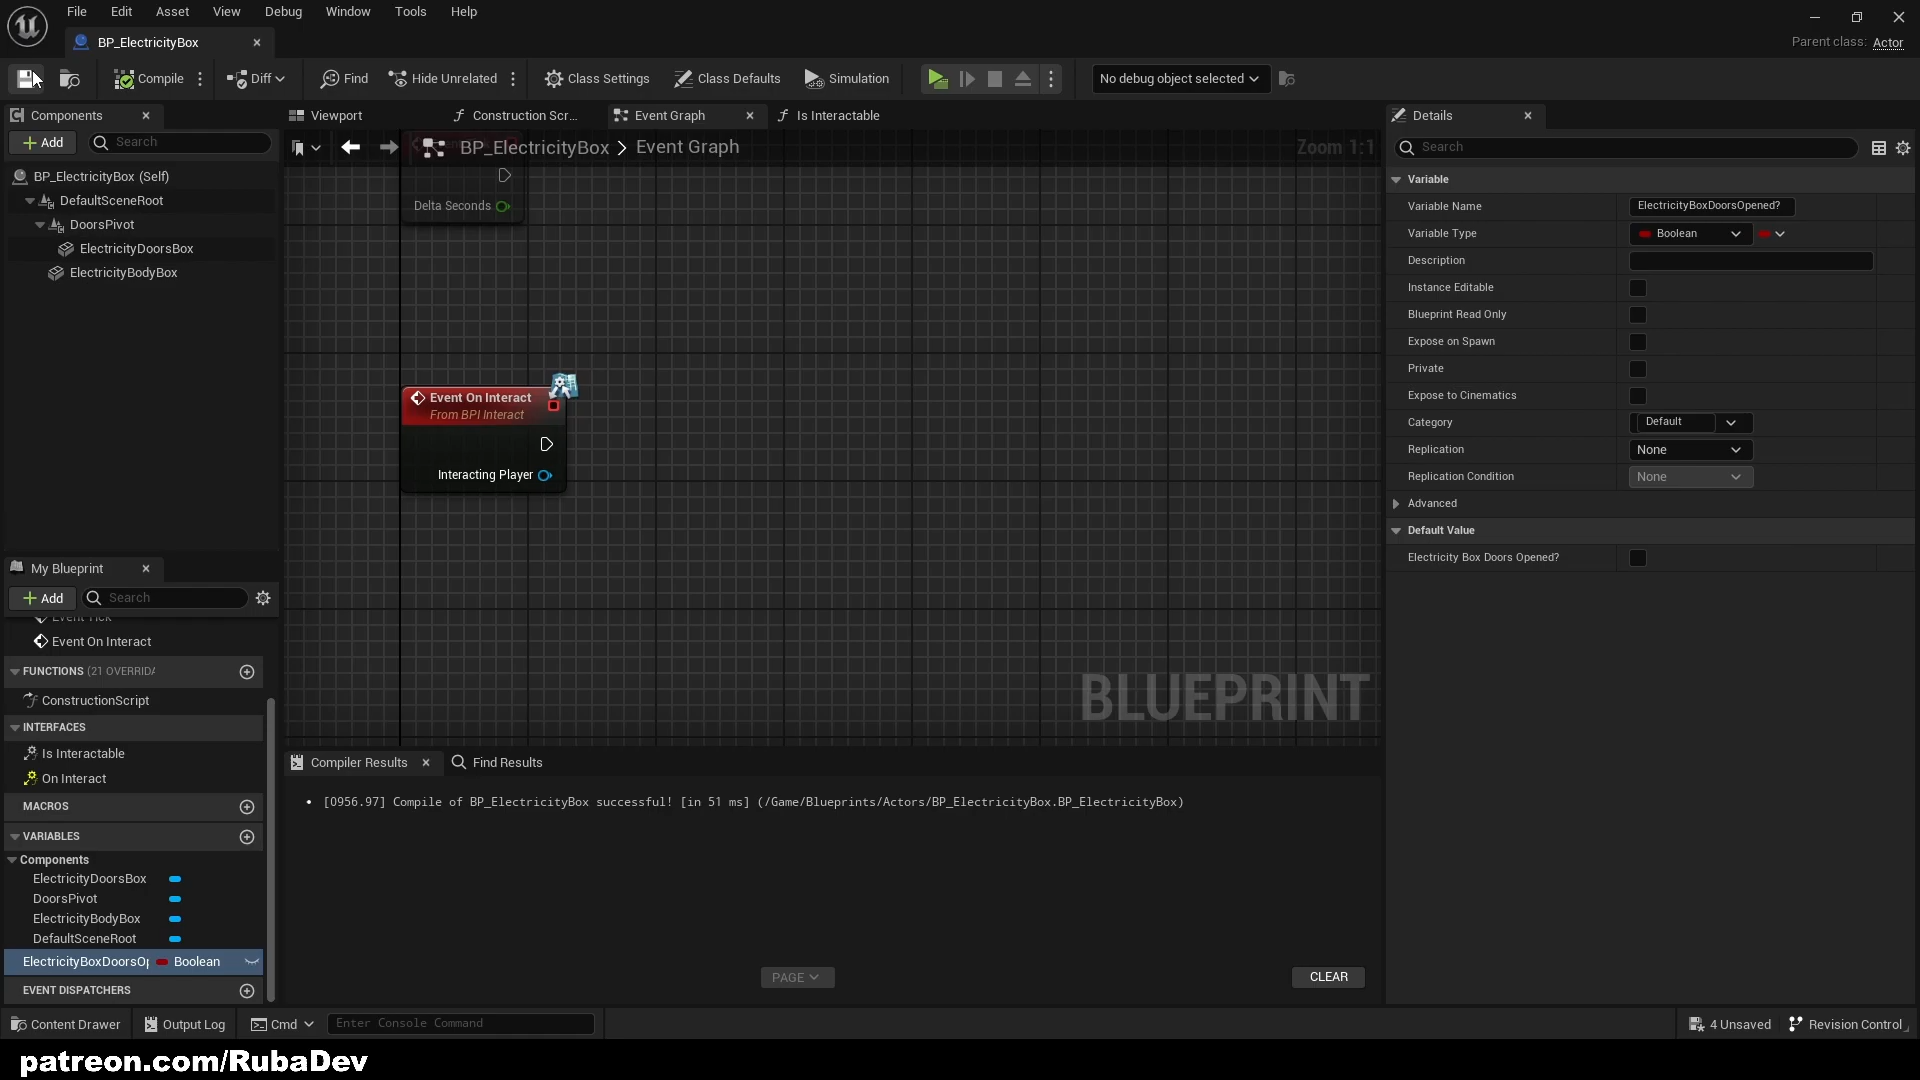 File Edit Asset View Debug Window Tools Help
BP_ElectricityBox
Parent class: Actor
Compile Diff Find Hide Unrelated Class Settings Class Defaults Simulation No debug object selected
Components
Add Search
BP_ElectricityBox (Self)
DefaultSceneRoot
DoorsPivot
ElectricityDoorsBox
ElectricityBodyBox
Viewport Construction Scr... Event Graph Is Interactable
BP_ElectricityBox > Event Graph
Zoom 1:1
Delta Seconds
Event On Interact
From BPI Interact
Interacting Player
BLUEPRINT
My Blueprint
Add Search
Event Tick
Event On Interact
FUNCTIONS (21 OVERRIDA
ConstructionScript
INTERFACES
Is Interactable
On Interact
MACROS
VARIABLES
Components
ElectricityDoorsBox
DoorsPivot
ElectricityBodyBox
DefaultSceneRoot
ElectricityBoxDoorsOp Boolean
EVENT DISPATCHERS
Compiler Results Find Results
• [0956.97] Compile of BP_ElectricityBox successful! [in 51 ms] (/Game/Blueprints/Actors/BP_ElectricityBox.BP_ElectricityBox)
PAGE
CLEAR
Details
Search
Variable
Variable Name ElectricityBoxDoorsOpened?
Variable Type Boolean
Description
Instance Editable
Blueprint Read Only
Expose on Spawn
Private
Expose to Cinematics
Category Default
Replication None
Replication Condition None
Advanced
Default Value
Electricity Box Doors Opened?
Content Drawer Output Log Cmd Enter Console Command
4 Unsaved Revision Control
patreon.com/RubaDev